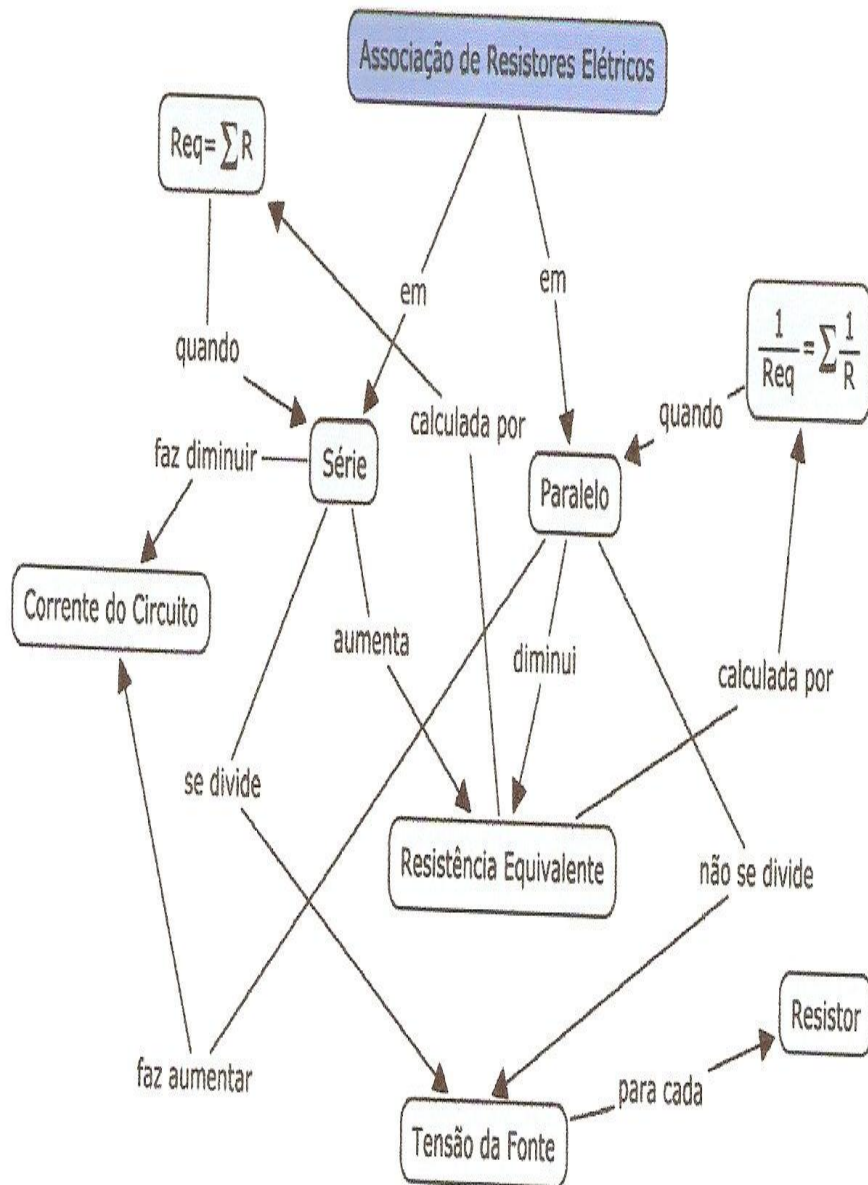 Associação de Resistores Elétricos
Req= ∑R
em
em
1/Req = ∑ 1/R
quando
calculada por
quando
faz diminuir
Série
Paralelo
Corrente do Circuito
aumenta
diminui
calculada por
se divide
Resistência Equivalente
não se divide
Resistor
faz aumentar
para cada
Tensão da Fonte